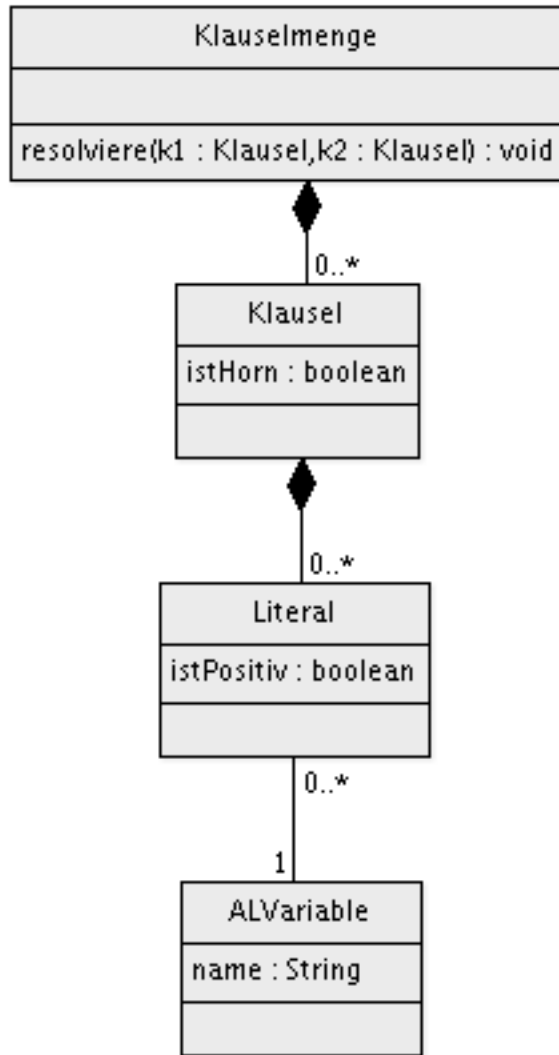 Klauselmenge
resolviere(k1 : Klausel,k2 : Klausel) : void
0..*
Klausel
istHorn : boolean
0..*
Literal
istPositiv : boolean
0..*
1
ALVariable
name : String